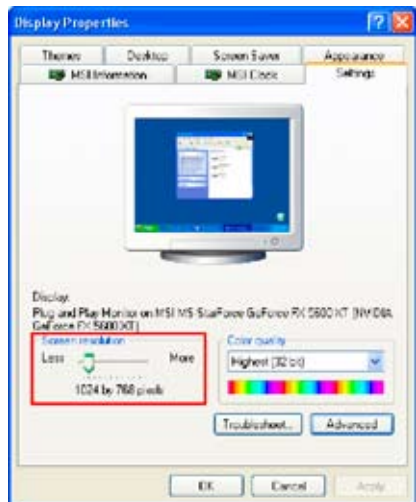 Display Properties
Themes Desktop Screen Saver Appearance
MSI Information MSI Clock Settings
Display:
Plug and Play Monitor on MSI MS-StarForce GeForce FX 5600 XT (NVIDIA
GeForce FX 5600 XT)
Screen resolution
Less More
1024 by 768 pixels
Color quality
Highest (32 bit)
Troubleshoot... Advanced
OK Cancel Apply